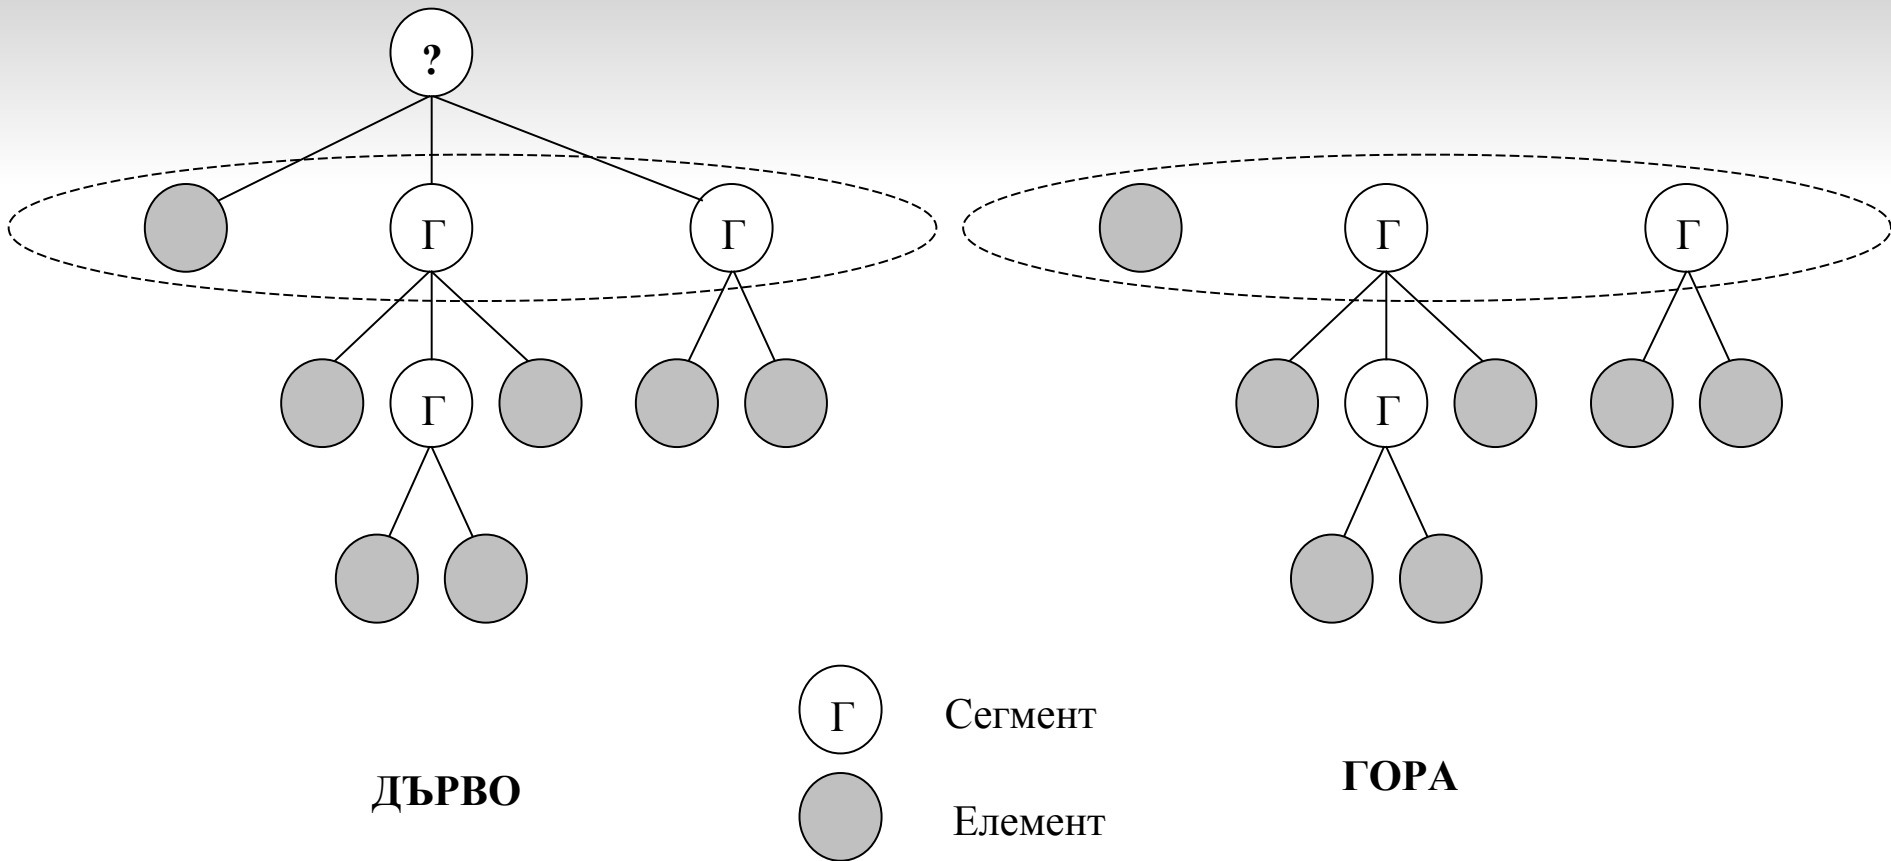 ?
Г Г Г Г
Г Г
Г Сегмент
ДЪРВО ГОРА
Елемент